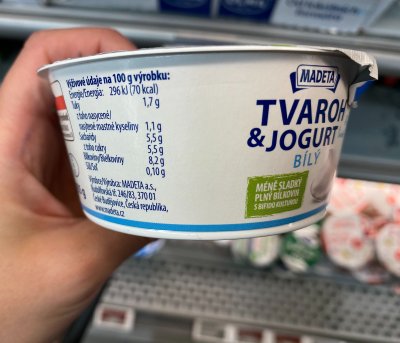 Výživové údaje na 100 g výrobku:
Energie/Energia: 296 kJ (70 kcal)
Tuky 1,7 g
z toho nasycené/
nasýtené mastné kyseliny 1,1 g
Sacharidy 5,5 g
z toho cukry 5,5 g
Bílkoviny/Bielkoviny 8,2 g
Sůl/Soľ 0,10 g
Výrobce/Výrobca: MADETA a.s.,
Rudolfovská tř. 246/83, 370 01
České Budějovice, Česká republika,
www.madeta.cz
MADETA
TVAROH
& JOGURT
BÍLÝ
MÉNĚ SLADKÝ
PLNÝ BÍLKOVIN
S BIFIDO KULTUROU